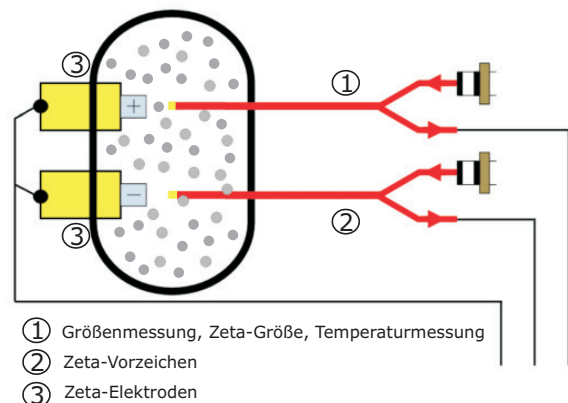 ③
①
+
−
③
②
① Größenmessung, Zeta-Größe, Temperaturmessung
② Zeta-Vorzeichen
③ Zeta-Elektroden